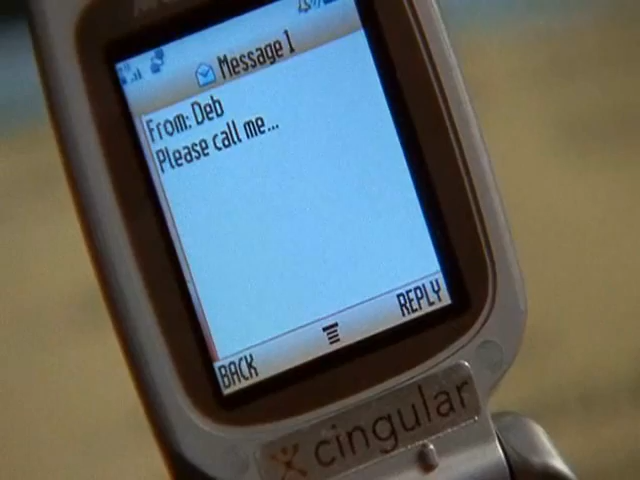 Message 1
From: Deb
Please call me...
BACK
REPLY
cingular